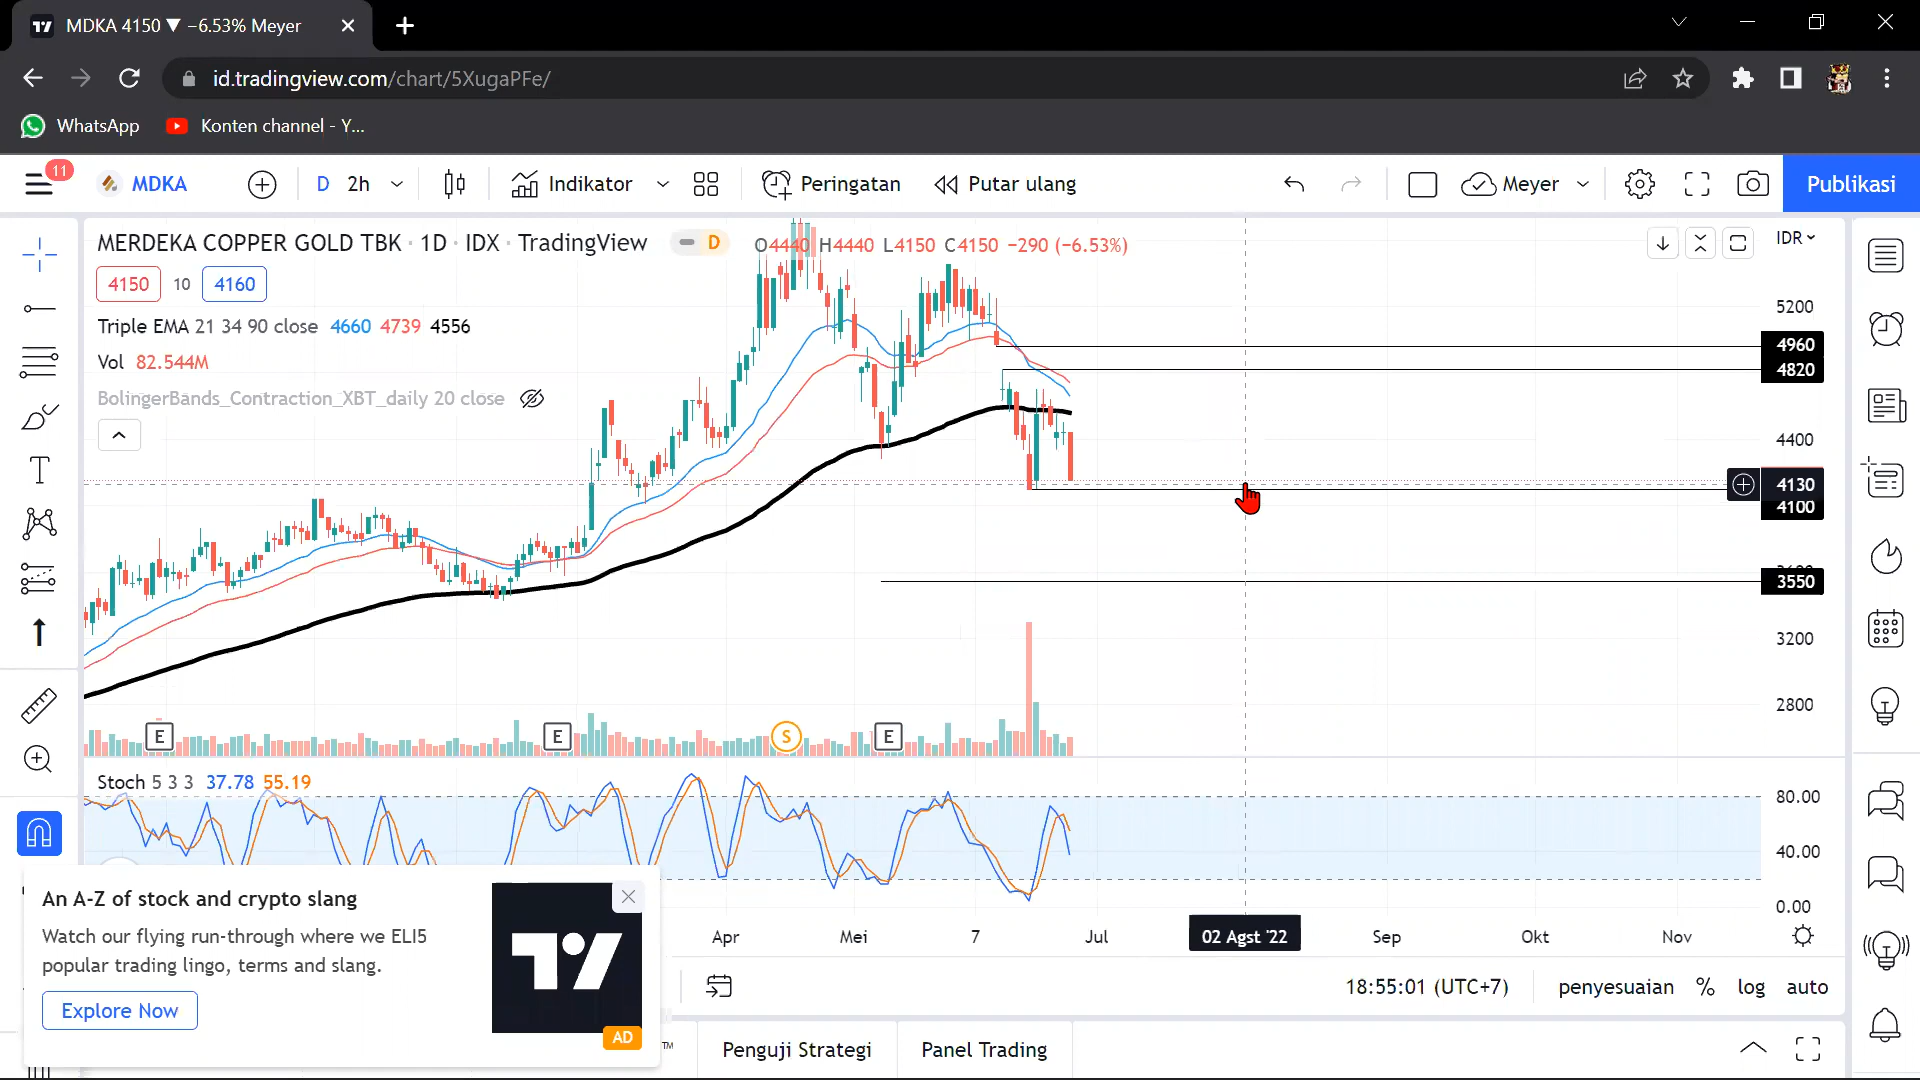 MDKA 4150 ▼ −6.53% Meyer
id.tradingview.com/chart/5XugaPFe/
WhatsApp
Konten channel - Y...
11
MDKA
D 2h
Indikator
Peringatan
Putar ulang
Meyer
Publikasi
MERDEKA COPPER GOLD TBK · 1D · IDX · TradingView
D
O4440 H4440 L4150 C4150 −290 (−6.53%)
IDR
4150 10 4160
Triple EMA 21 34 90 close 4660 4739 4556
Vol 82.544M
BolingerBands_Contraction_XBT_daily 20 close
5200
4960
4820
4400
4130
4100
3550
3200
2800
E E S E
Stoch 5 3 3 37.78 55.19
80.00
40.00
0.00
Apr Mei 7 Jul 02 Agst '22 Sep Okt Nov
An A-Z of stock and crypto slang
Watch our flying run-through where we ELI5
popular trading lingo, terms and slang.
Explore Now
AD
18:55:01 (UTC+7) penyesuaian % log auto
™
Penguji Strategi
Panel Trading